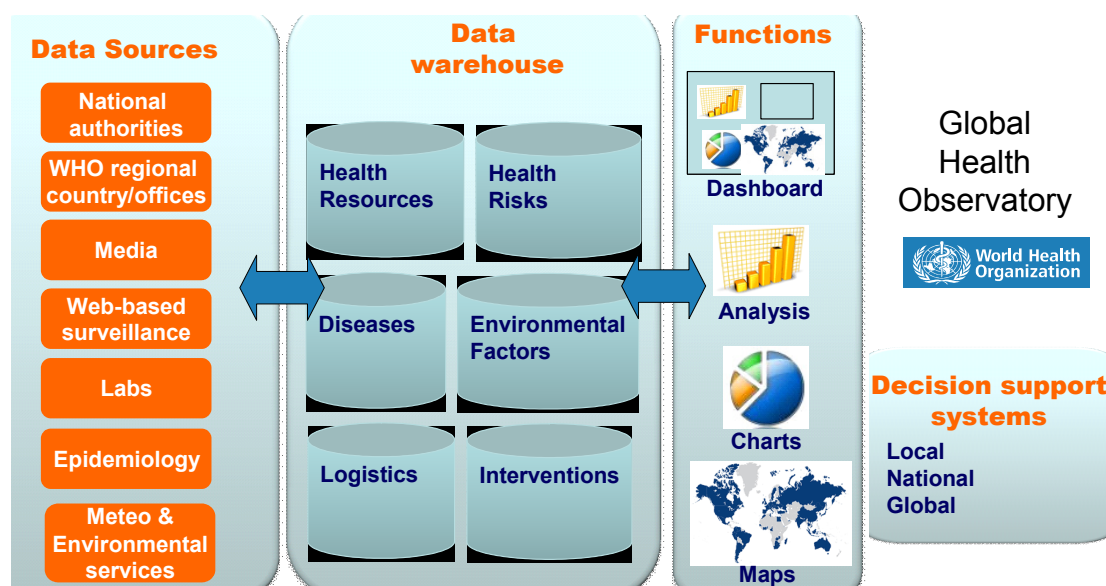 Data Sources
National
authorities
WHO regional
country/offices
Media
Web-based
surveillance
Labs
Epidemiology
Meteo &
Environmental
services
Data
warehouse
Health
Resources
Health
Risks
Diseases
Environmental
Factors
Logistics
Interventions
Functions
Dashboard
Analysis
Charts
Maps
Global
Health
Observatory
World Health
Organization
Decision support
systems
Local
National
Global